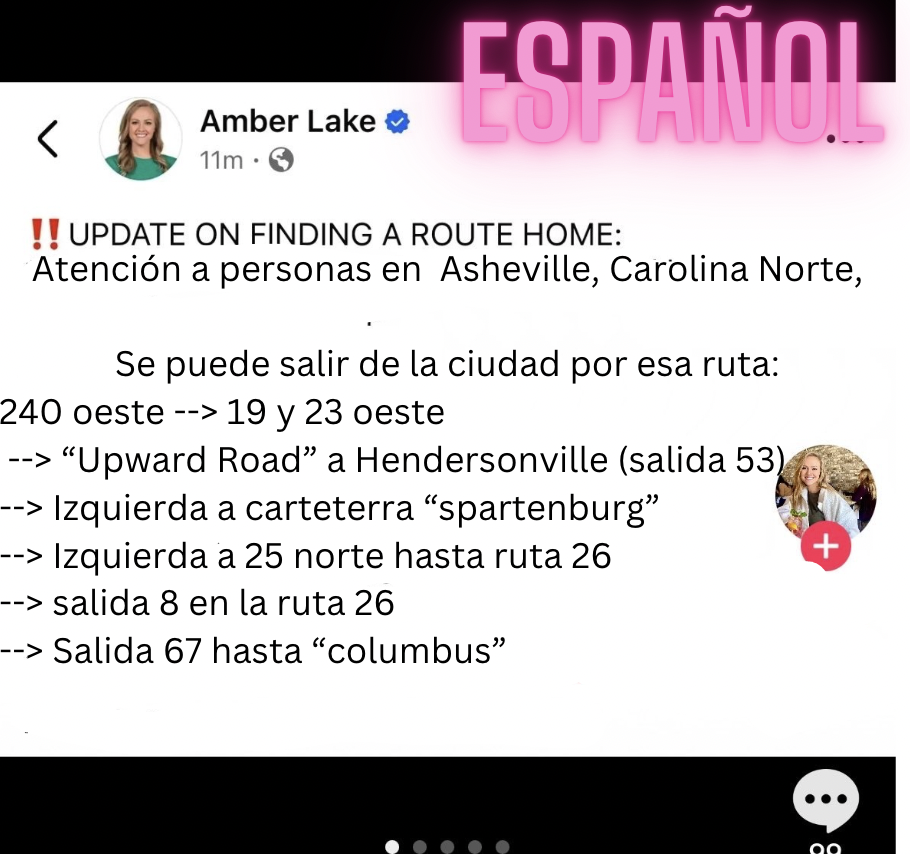 ESPAÑOL
Amber Lake
11m ·
‼️UPDATE ON FINDING A ROUTE HOME:
Atención a personas en Asheville, Carolina Norte,
.
Se puede salir de la ciudad por esa ruta:
240 oeste --> 19 y 23 oeste
--> “Upward Road” a Hendersonville (salida 53)
--> Izquierda a carteterra “spartenburg”
--> Izquierda a 25 norte hasta ruta 26
--> salida 8 en la ruta 26
--> Salida 67 hasta “columbus”